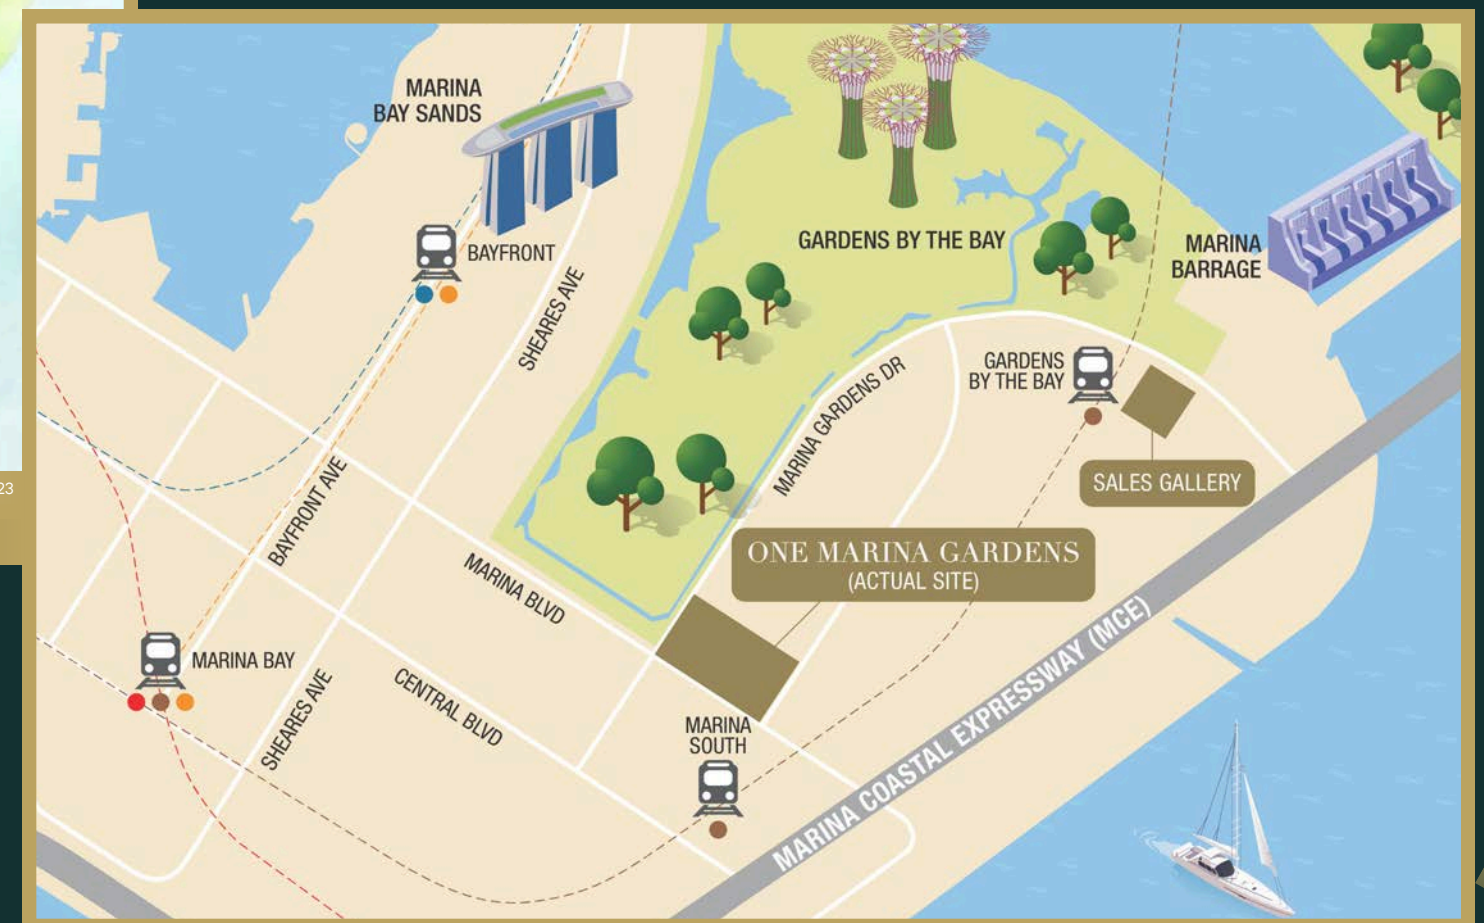 MARINA
BAY SANDS
BAYFRONT
SHEARES AVE
GARDENS BY THE BAY
MARINA
BARRAGE
GARDENS
BY THE BAY
MARINA GARDENS DR
SALES GALLERY
23
BAYFRONT AVE
MARINA BLVD
ONE MARINA GARDENS
(ACTUAL SITE)
MARINA BAY
SHEARES AVE
CENTRAL BLVD
MARINA
SOUTH
MARINA COASTAL EXPRESSWAY (MCE)